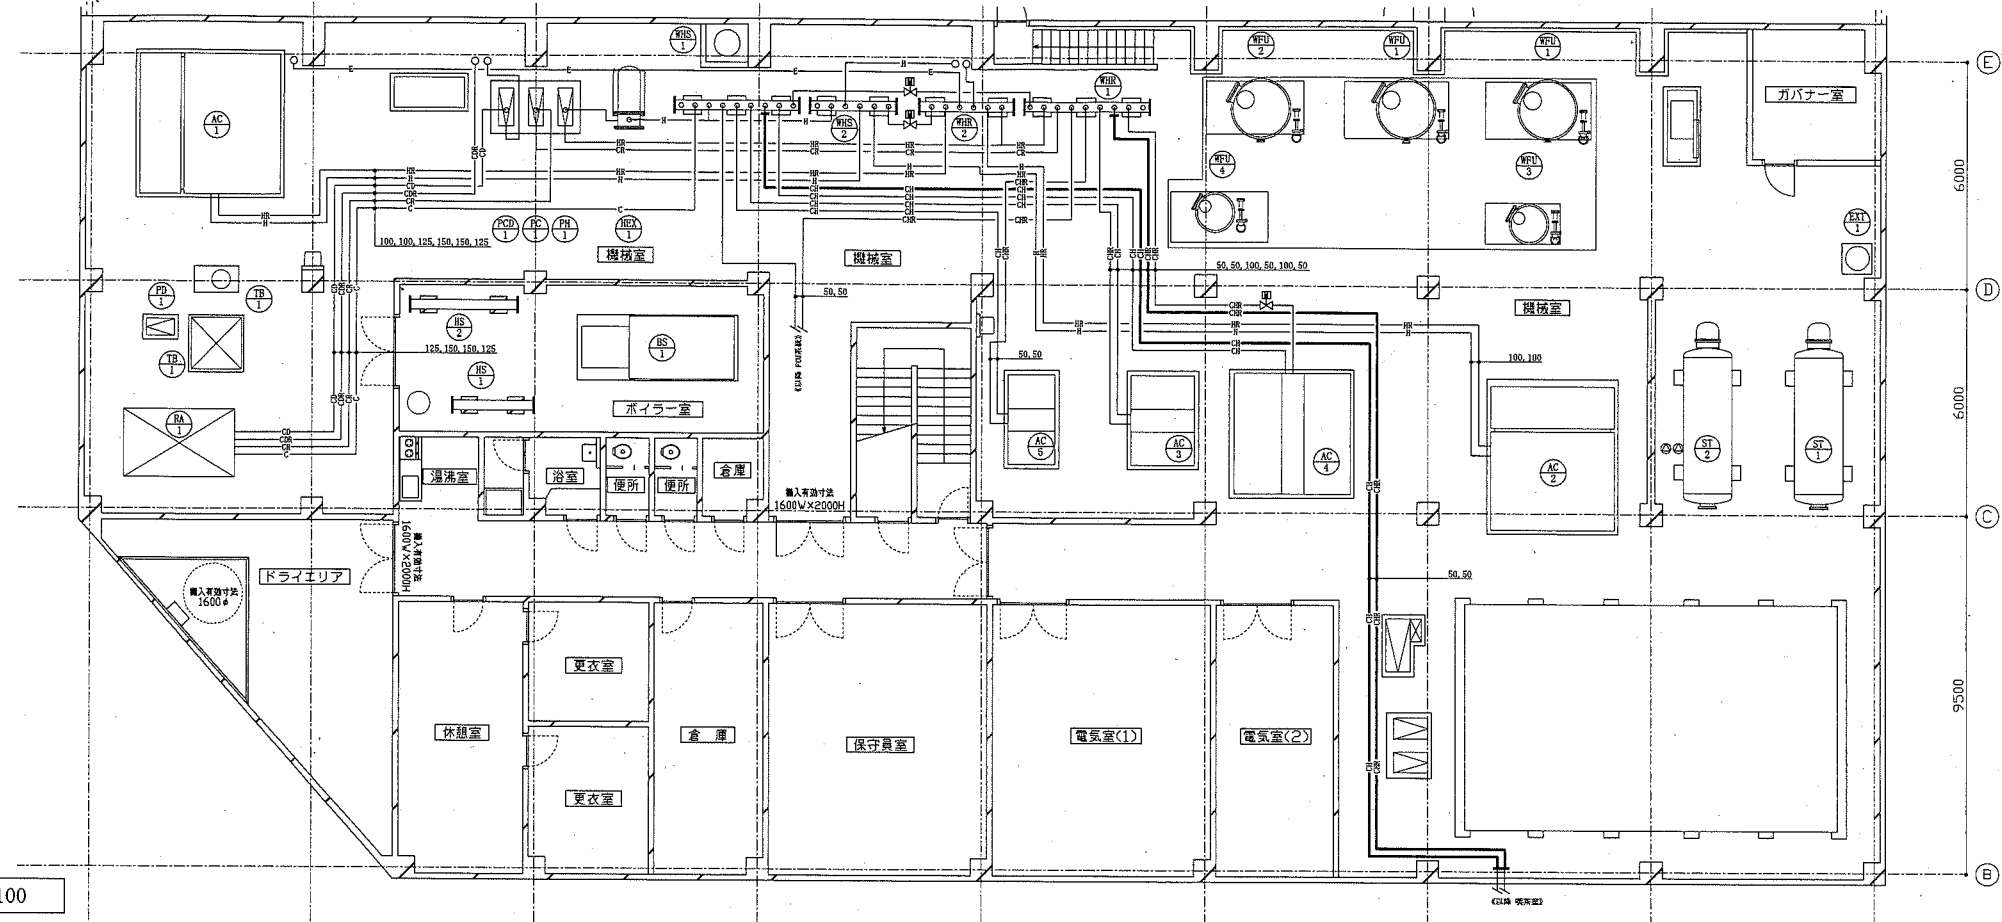 WHS 1
WFU 2
WFU 1
WFU 1
E
AC 1
WHR 1
WHS 2
WHR 2
ガバナー室
WFU 4
WFU 3
6000
PCD 1
PC 1
PH 1
HEX 1
EXT 1
100,100,125,150,150,125
機械室
機械室
50,50,100,50,100,50
50,50
機械室
D
PD 1
TB 1
HS 2
BS 1
TB 1
125,150,150,125
50,50
100,100
HS 1
ボイラー室
6000
RA 1
AC 5
AC 3
AC 4
AC 2
ST 2
ST 1
湯沸室
浴室
便所
便所
倉庫
搬入有効寸法
1600W×2000H
C
搬入有効寸法
1600W×2000H
ドライエリア
搬入有効寸法
1600φ
50,50
更衣室
9500
休憩室
倉 庫
保守員室
電気室(1)
電気室(2)
更衣室
B
100